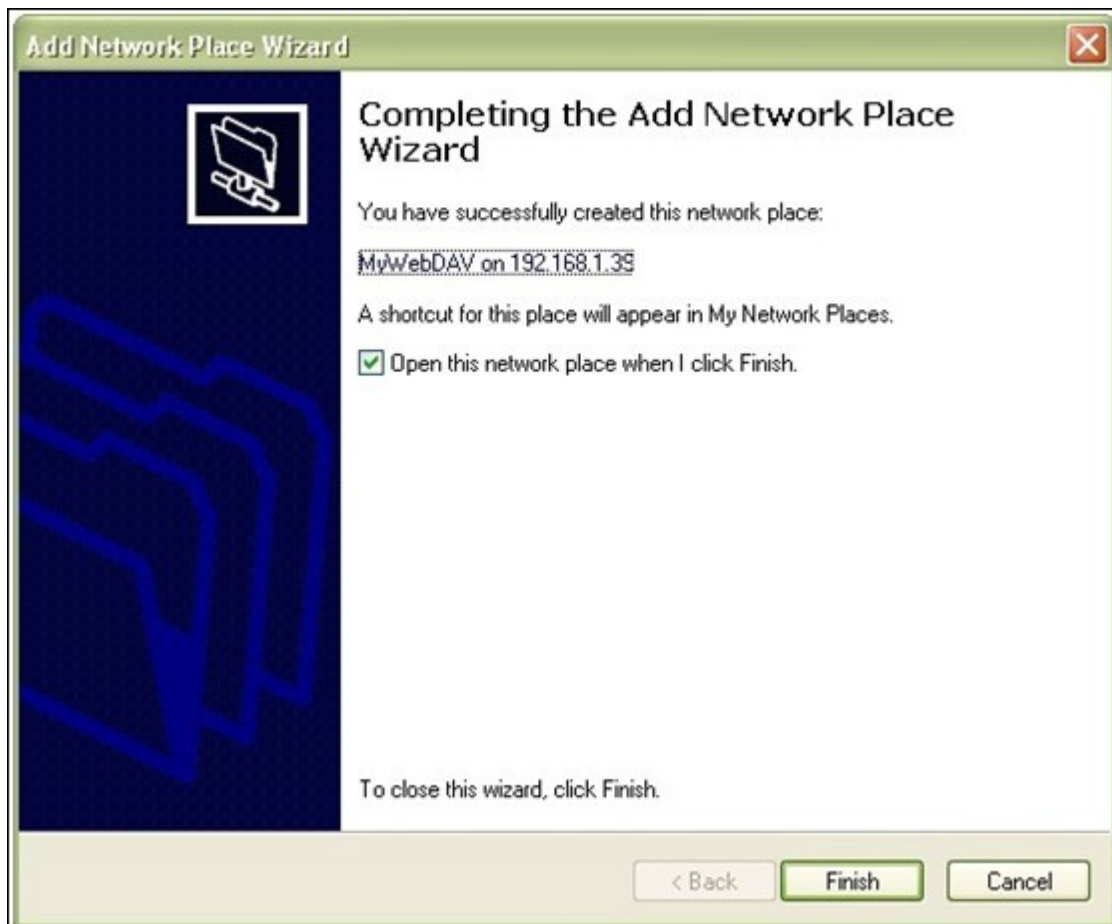 Add Network Place Wizard
Completing the Add Network Place
Wizard
You have successfully created this network place:
MyWebDAV on 192.168.1.39
A shortcut for this place will appear in My Network Places.
Open this network place when I click Finish.
To close this wizard, click Finish.
< Back
Finish
Cancel